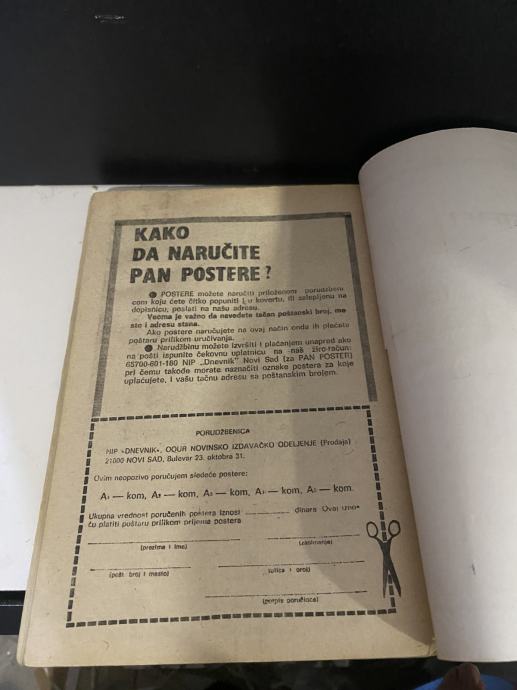 KAKO
DA NARUČITE
PAN POSTERE?
● POSTERE možete naručiti priloženom porudžbeni
com koju ćete čitko popuniti i u kovertu, ili zalepljenu na
dopisnicu, poslati na našu adresu.
Veoma je važno da navedete tačan poštanski broj, me
sto i adresu stana.
Ako postere naručujete na ovaj način onda ih plaćate
poštaru prilikom uručivanja.
● Narudžbinu možete izvršiti i plaćanjem unapred ako
na pošti ispunite čekovnu uplatnicu na naš žiro-račun:
65700-601-180 NIP „Dnevnik" Novi Sad (za PAN POSTER)
pri čemu takođe morate naznačiti oznake postera za koje
uplaćujete, i vašu tačnu adresu sa poštanskim brojem.
PORUDŽBENICA
NIP »DNEVNIK«, OOUR NOVINSKO IZDAVAČKO ODELJENJE (Prodaja)
21000 NOVI SAD, Bulevar 23. oktobra 31.
Ovim neopozivo poručujem sledeće postere:
— kom, — kom, — kom, — kom, — kom.
Ukupna vrednost poručenih postera iznosi dinara Ovaj iznos
ću platiti poštaru prilikom prijema postera
(prezime i ime) (zanimanje)
(pošt broj i mesto) (ulica i broj)
(potpis poručioca)